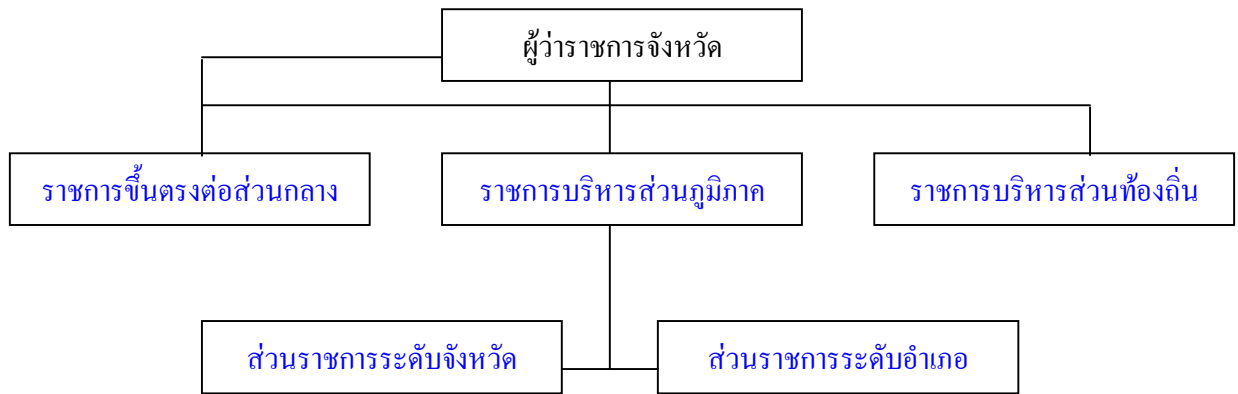 ผู้ว่าราชการจังหวัด
ราชการขึ้นตรงต่อส่วนกลาง
ราชการบริหารส่วนภูมิภาค
ราชการบริหารส่วนท้องถิ่น
ส่วนราชการระดับจังหวัด
ส่วนราชการระดับอำเภอ